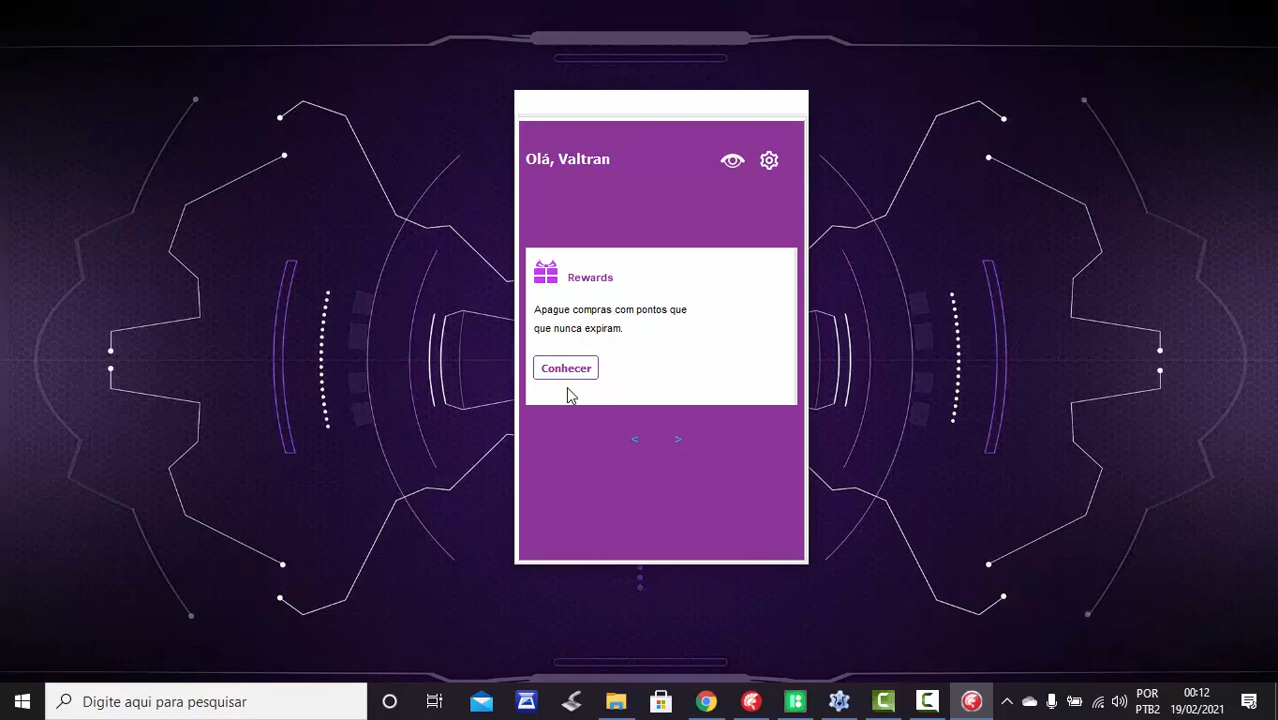 Olá, Valtran
Rewards
Apague compras com pontos que
que nunca expiram.
Conhecer
< >
Digite aqui para pesquisar
POR
PTB2
00:12
19/02/2021